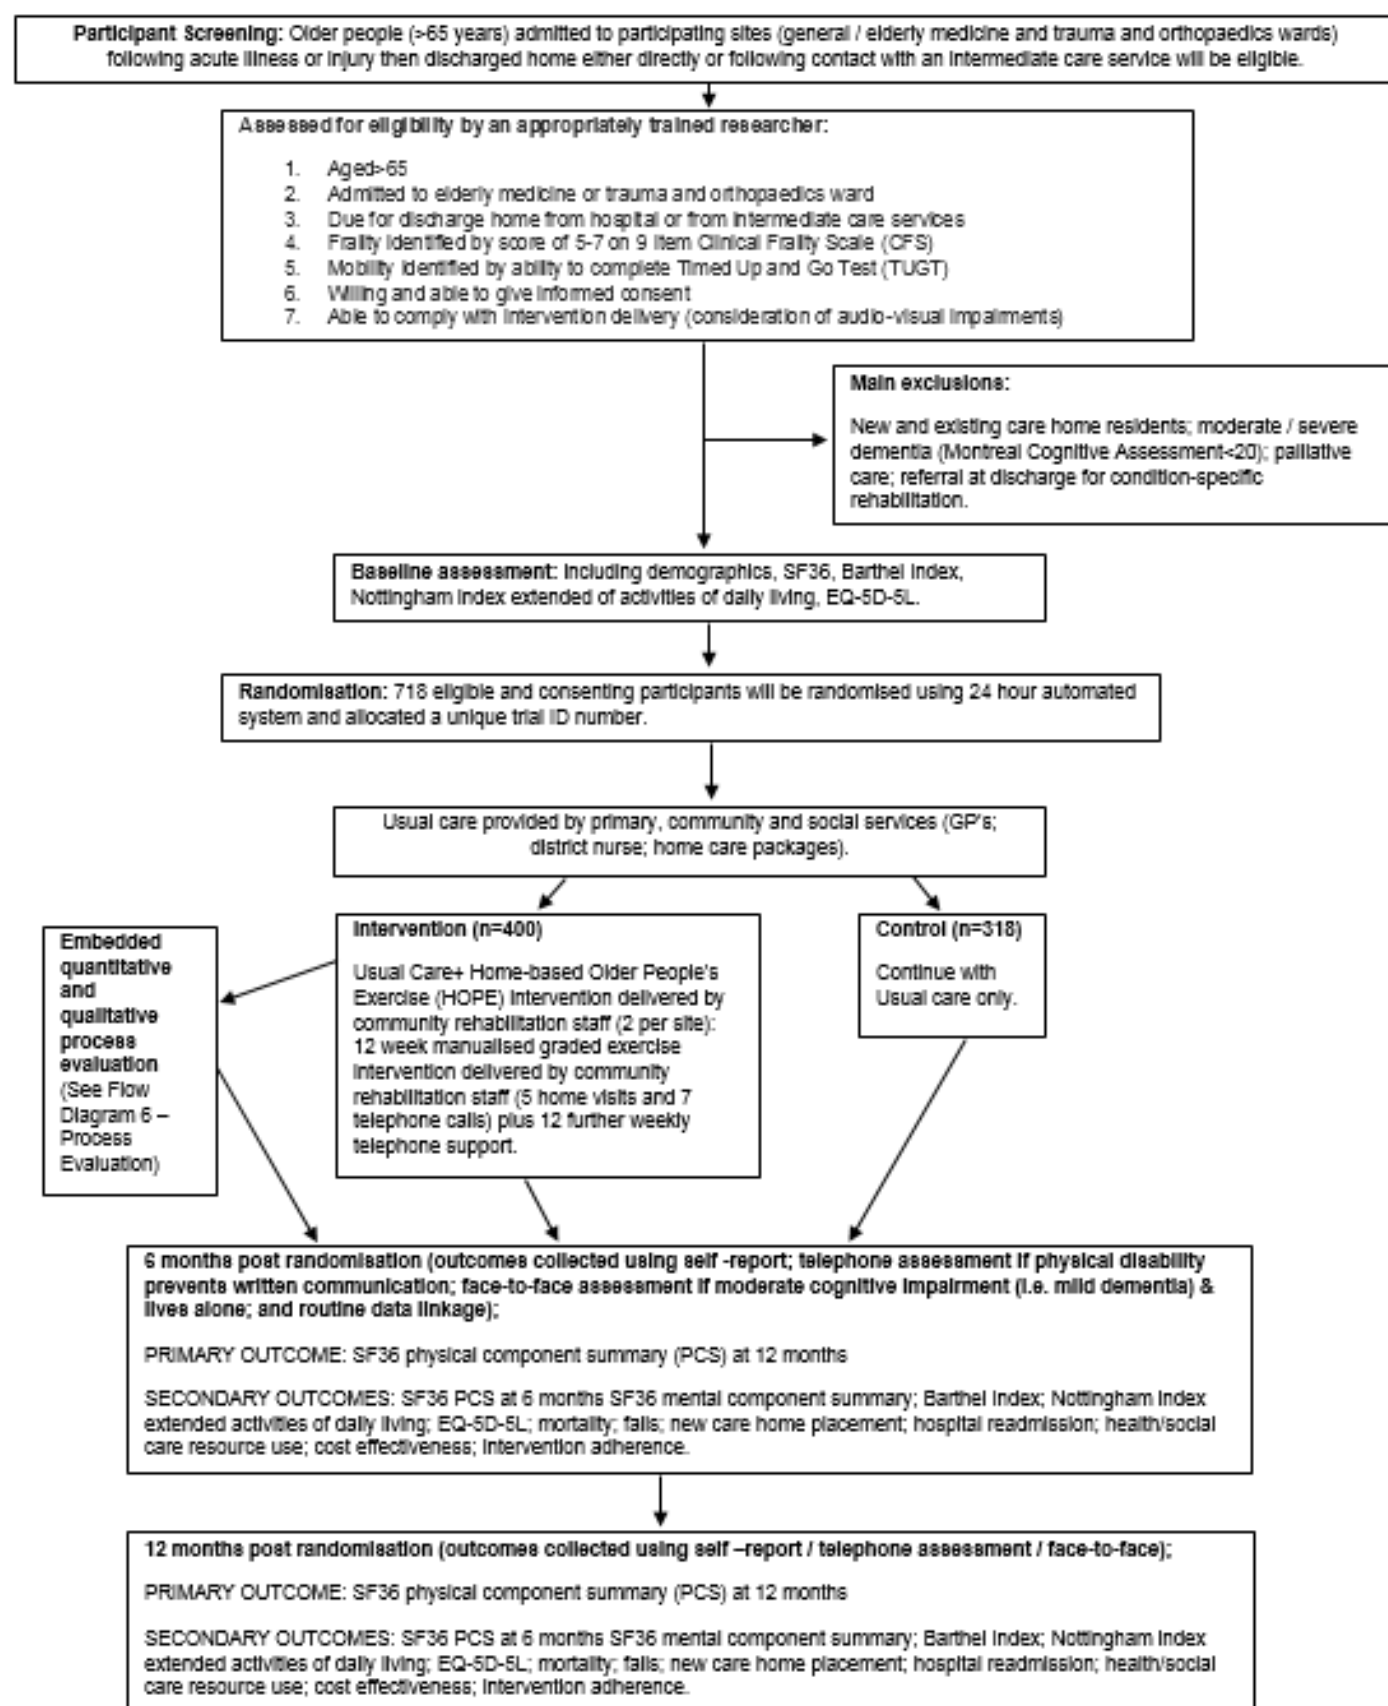 Participant Screening: Older people (>65 years) admitted to participating sites (general / elderly medicine and trauma and orthopaedics wards)
following acute illness or injury then discharged home either directly or following contact with an intermediate care service will be eligible.
Assessed for eligibility by an appropriately trained researcher:
1. Aged>65
2. Admitted to elderly medicine or trauma and orthopaedics ward
3. Due for discharge home from hospital or from intermediate care services
4. Frailty identified by score of 5-7 on 9 item Clinical Frailty Scale (CFS)
5. Mobility identified by ability to complete Timed Up and Go Test (TUGT)
6. Willing and able to give informed consent
7. Able to comply with intervention delivery (consideration of audio-visual impairments)
Main exclusions:
New and existing care home residents; moderate / severe
dementia (Montreal Cognitive Assessment<20); palliative
care; referral at discharge for condition-specific
rehabilitation.
Baseline assessment: including demographics, SF36, Barthel Index,
Nottingham Index extended of activities of daily living, EQ-5D-5L.
Randomisation: 718 eligible and consenting participants will be randomised using 24 hour automated
system and allocated a unique trial ID number.
Usual care provided by primary, community and social services (GP's;
district nurse; home care packages).
Embedded
quantitative
and
qualitative
process
evaluation
(See Flow
Diagram 6 –
Process
Evaluation)
Intervention (n=400)
Usual Care+ Home-based Older People's
Exercise (HOPE) intervention delivered by
community rehabilitation staff (2 per site):
12 week manualised graded exercise
intervention delivered by community
rehabilitation staff (5 home visits and 7
telephone calls) plus 12 further weekly
telephone support.
Control (n=318)
Continue with
Usual care only.
6 months post randomisation (outcomes collected using self -report; telephone assessment if physical disability
prevents written communication; face-to-face assessment if moderate cognitive impairment (i.e. mild dementia) &
lives alone; and routine data linkage);
PRIMARY OUTCOME: SF36 physical component summary (PCS) at 12 months
SECONDARY OUTCOMES: SF36 PCS at 6 months SF36 mental component summary; Barthel Index; Nottingham Index
extended activities of daily living; EQ-5D-5L; mortality; falls; new care home placement; hospital readmission; health/social
care resource use; cost effectiveness; intervention adherence.
12 months post randomisation (outcomes collected using self –report / telephone assessment / face-to-face);
PRIMARY OUTCOME: SF36 physical component summary (PCS) at 12 months
SECONDARY OUTCOMES: SF36 PCS at 6 months SF36 mental component summary; Barthel Index; Nottingham Index
extended activities of daily living; EQ-5D-5L; mortality; falls; new care home placement; hospital readmission; health/social
care resource use; cost effectiveness; intervention adherence.